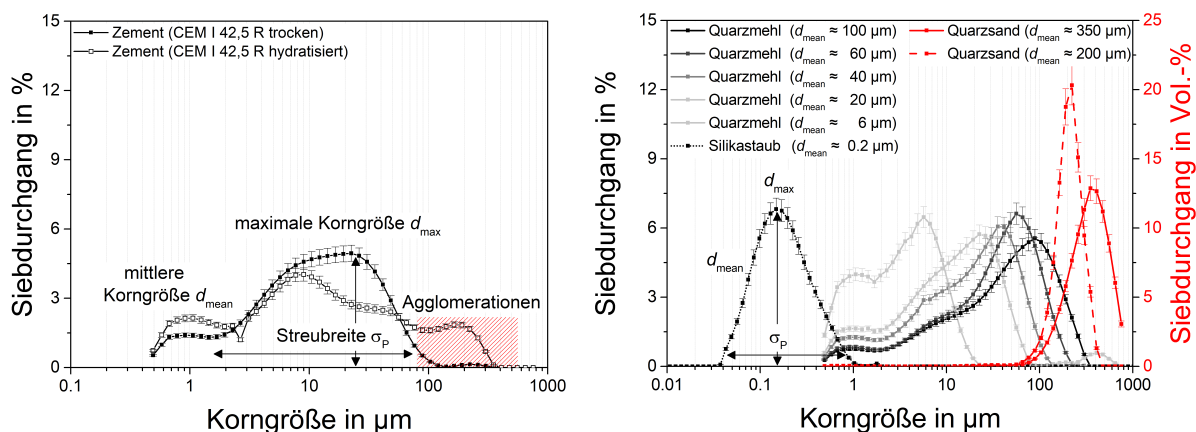 15
12
9
6
3
0
Siebdurchgang in %
Zement (CEM I 42,5 R trocken)
Zement (CEM I 42,5 R hydratisiert)
maximale Korngröße dmax
mittlere
Korngröße dmean
Agglomerationen
Streubreite σP
0.1 1 10 100 1000
Korngröße in µm
15
12
9
6
3
0
Siebdurchgang in %
Quarzmehl (dmean ≈ 100 µm)
Quarzmehl (dmean ≈ 60 µm)
Quarzmehl (dmean ≈ 40 µm)
Quarzmehl (dmean ≈ 20 µm)
Quarzmehl (dmean ≈ 6 µm)
Silikastaub (dmean ≈ 0.2 µm)
Quarzsand (dmean ≈ 350 µm)
Quarzsand (dmean ≈ 200 µm)
dmax
dmean
σP
0.01 0.1 1 10 100 1000
Korngröße in µm
25
20
15
10
5
0
Siebdurchgang in Vol.-%